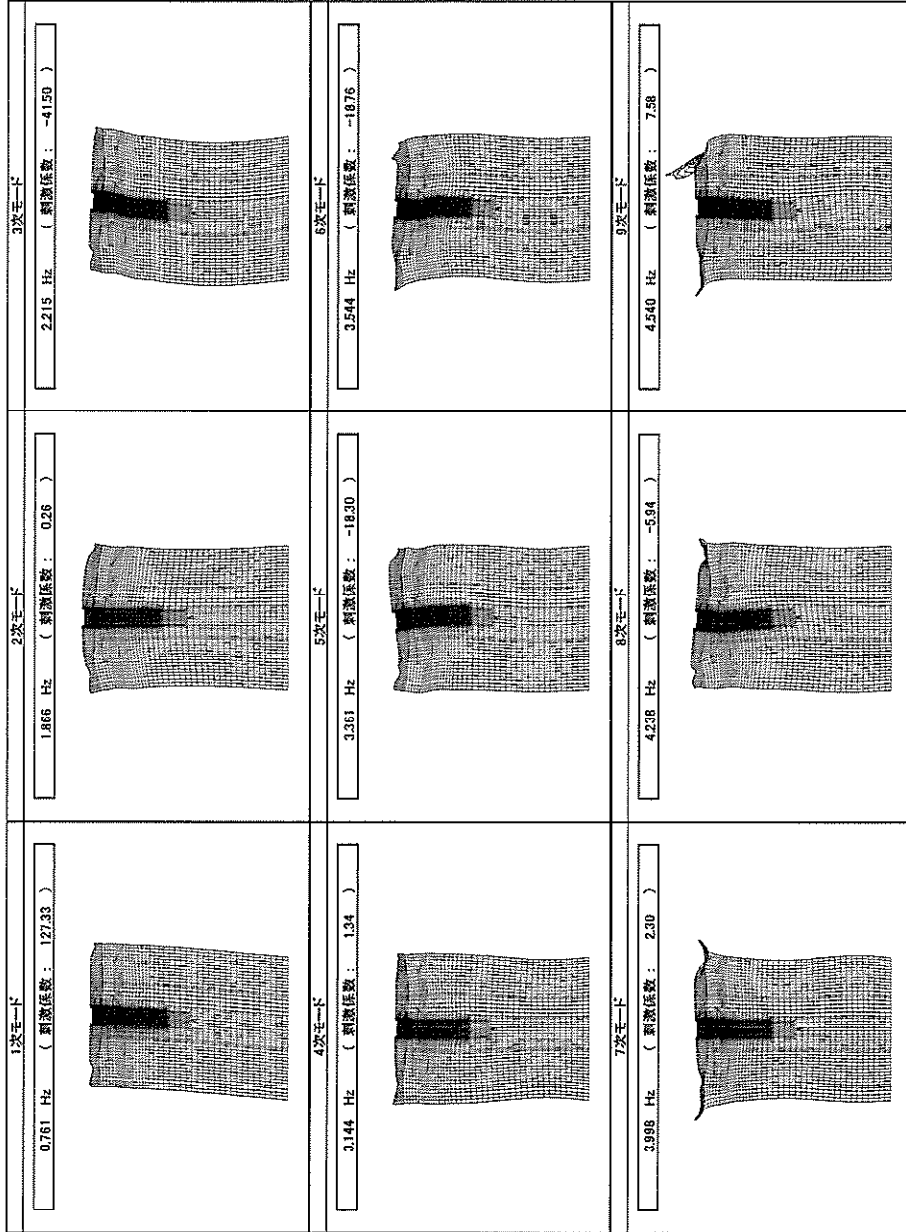 1次モード
0.761 Hz ( 刺激係数 : 127.33 )
2次モード
1.866 Hz ( 刺激係数 : 0.26 )
3次モード
2.215 Hz ( 刺激係数 : -41.50 )
4次モード
3.144 Hz ( 刺激係数 : 1.34 )
5次モード
3.361 Hz ( 刺激係数 : -18.30 )
6次モード
3.544 Hz ( 刺激係数 : -18.76 )
7次モード
3.998 Hz ( 刺激係数 : 2.30 )
8次モード
4.238 Hz ( 刺激係数 : -5.94 )
9次モード
4.540 Hz ( 刺激係数 : 7.58 )